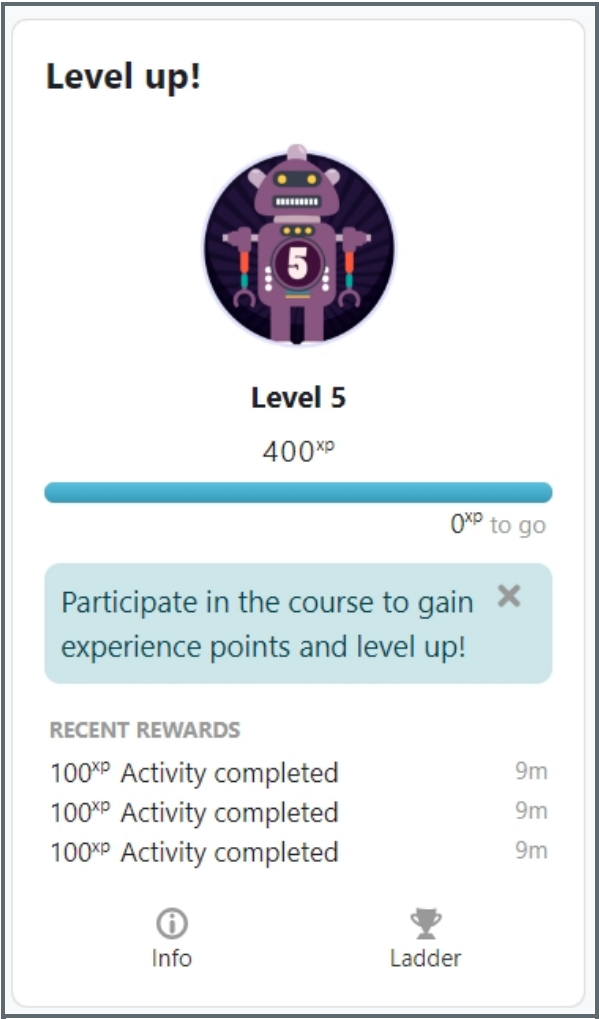 Level up!
5
Level 5
400xp
0xp to go
Participate in the course to gain
experience points and level up!
RECENT REWARDS
100xp Activity completed 9m
100xp Activity completed 9m
100xp Activity completed 9m
Info Ladder